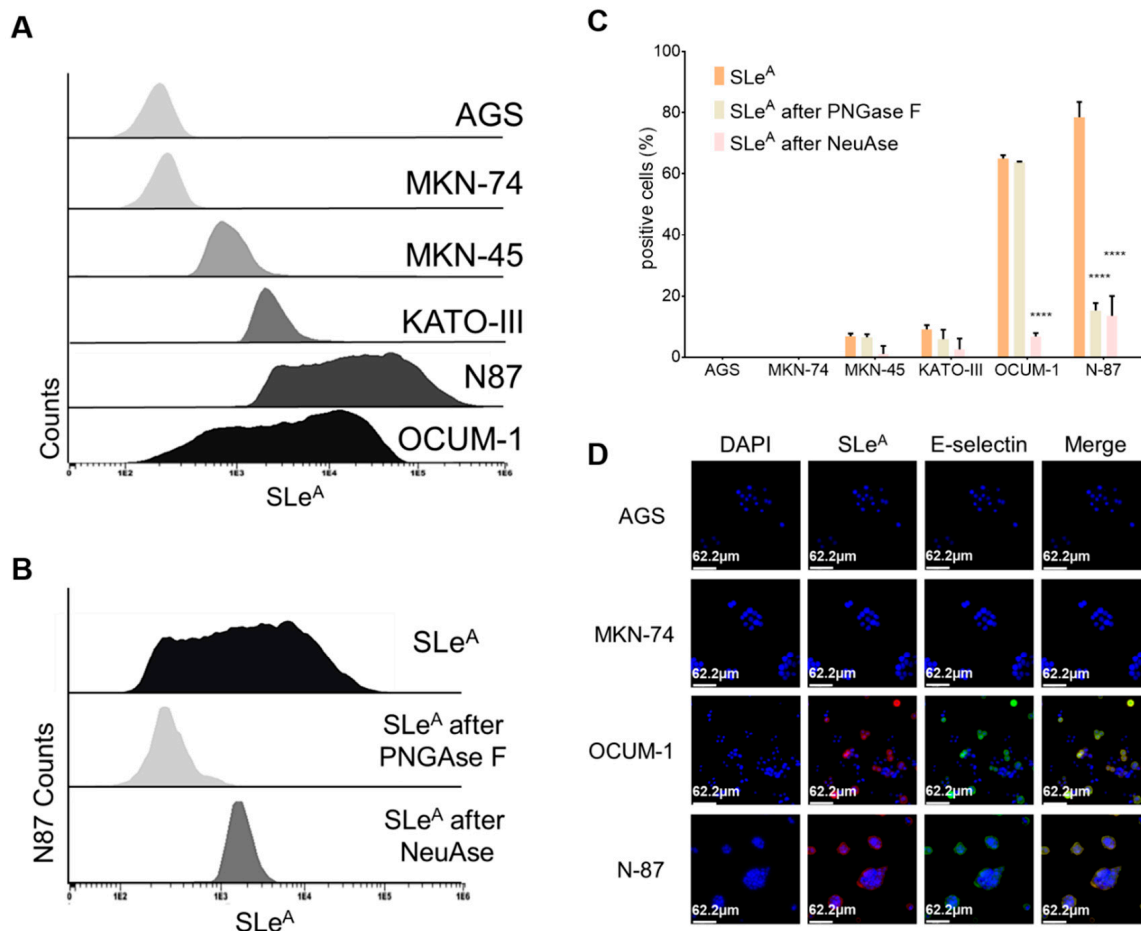 A
AGS
MKN-74
MKN-45
KATO-III
N87
OCUM-1
Counts
0 1E2 1E3 1E4 1E5 1E6
SLeᴬ
B
SLeᴬ
SLeᴬ after
PNGAse F
SLeᴬ after
NeuAse
N87 Counts
0 1E2 1E3 1E4 1E5 1E6
SLeᴬ
C
SLeᴬ
SLeᴬ after PNGase F
SLeᴬ after NeuAse
positive cells (%)
100
80
60
40
20
0
****
****
****
AGS MKN-74 MKN-45 KATO-III OCUM-1 N-87
D
DAPI SLeᴬ E-selectin Merge
AGS
62.2µm 62.2µm 62.2µm 62.2µm
MKN-74
62.2µm 62.2µm 62.2µm 62.2µm
OCUM-1
62.2µm 62.2µm 62.2µm 62.2µm
N-87
62.2µm 62.2µm 62.2µm 62.2µm